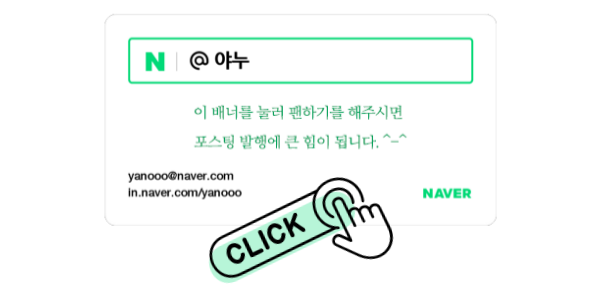 N | @ 야누
이 배너를 눌러 팬하기를 해주시면
포스팅 발행에 큰 힘이 됩니다. ^-^
yanooo@naver.com
in.naver.com/yanooo
NAVER
CLICK